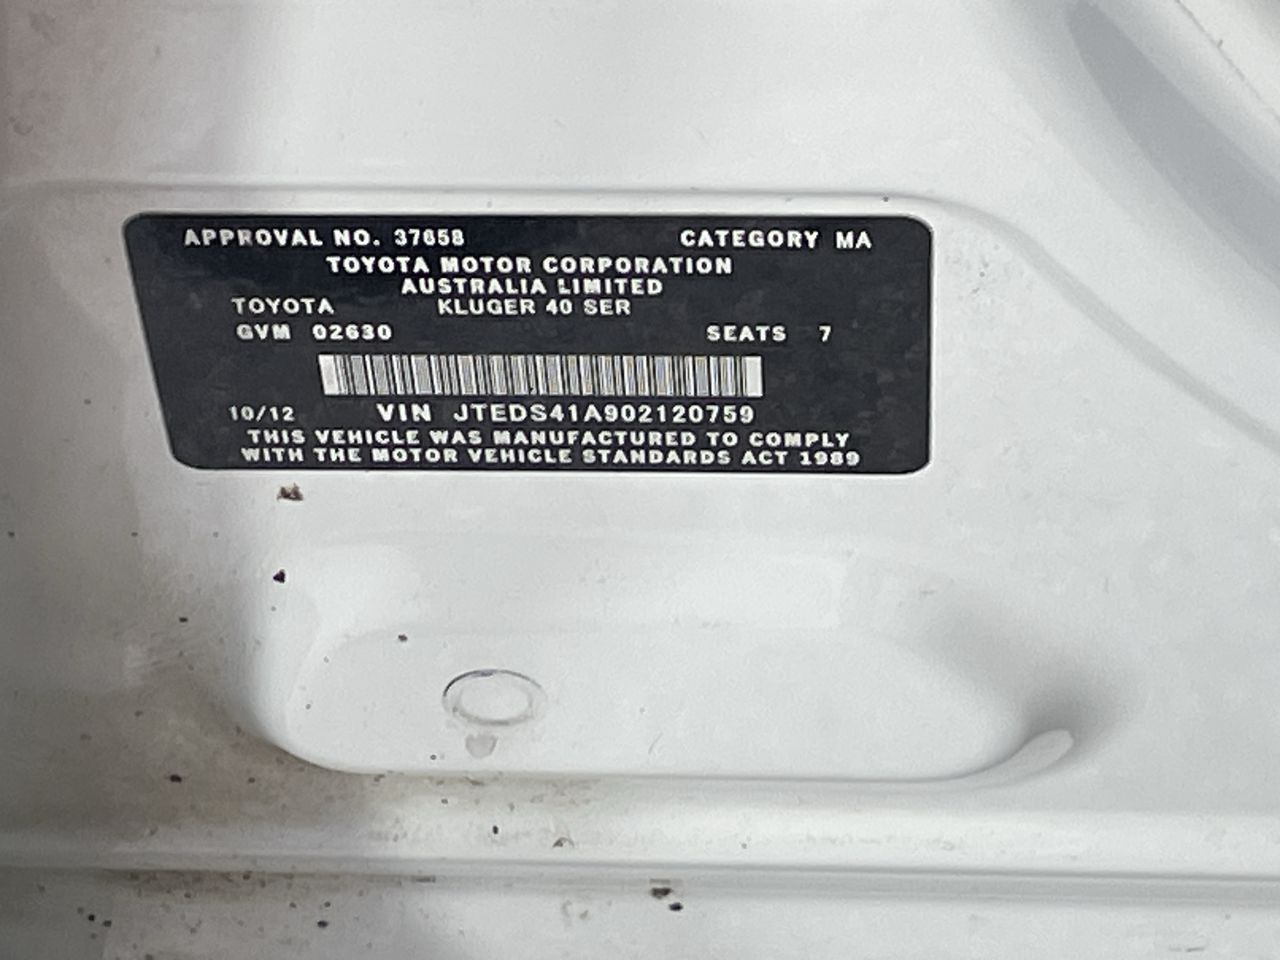 APPROVAL NO. 37658 CATEGORY MA
TOYOTA MOTOR CORPORATION
AUSTRALIA LIMITED
TOYOTA KLUGER 40 SER
GVM 02630 SEATS 7
10/12 VIN JTEDS41A902120759
THIS VEHICLE WAS MANUFACTURED TO COMPLY
WITH THE MOTOR VEHICLE STANDARDS ACT 1989